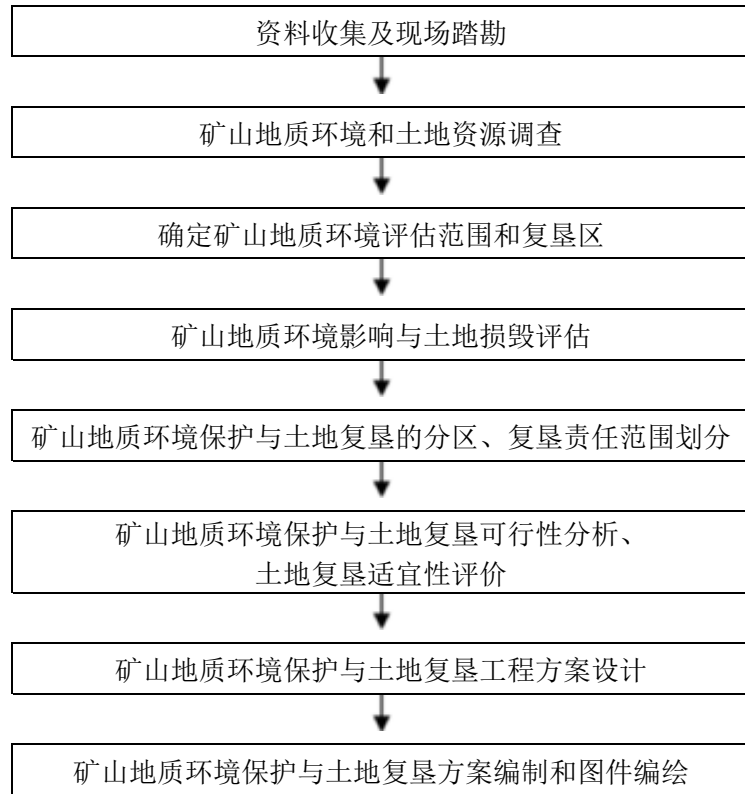 资料收集及现场踏勘
矿山地质环境和土地资源调查
确定矿山地质环境评估范围和复垦区
矿山地质环境影响与土地损毁评估
矿山地质环境保护与土地复垦的分区、复垦责任范围划分
矿山地质环境保护与土地复垦可行性分析、
土地复垦适宜性评价
矿山地质环境保护与土地复垦工程方案设计
矿山地质环境保护与土地复垦方案编制和图件编绘